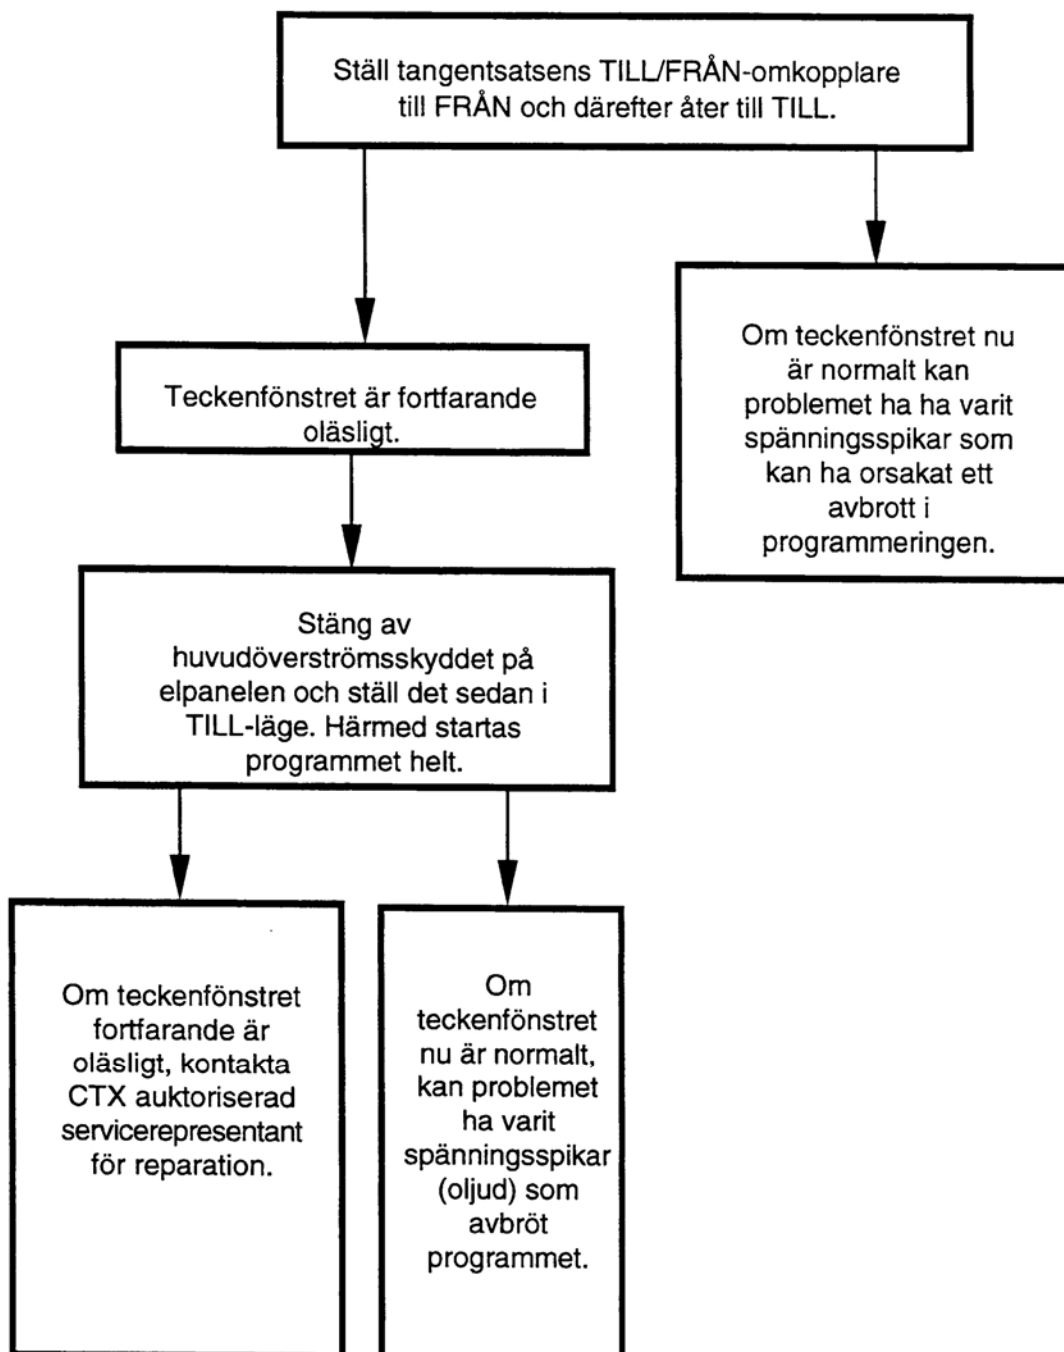 Ställ tangentsatsens TILL/FRÅN-omkopplare
till FRÅN och därefter åter till TILL.
Teckenfönstret är fortfarande
oläsligt.
Om teckenfönstret nu
är normalt kan
problemet ha ha varit
spänningsspikar som
kan ha orsakat ett
avbrott i
programmeringen.
Stäng av
huvudöverströmsskyddet på
elpanelen och ställ det sedan i
TILL-läge. Härmed startas
programmet helt.
Om teckenfönstret
fortfarande är
oläsligt, kontakta
CTX auktoriserad
servicerepresentant
för reparation.
Om
teckenfönstret
nu är normalt,
kan problemet
ha varit
spänningsspikar
(oljud) som
avbröt
programmet.